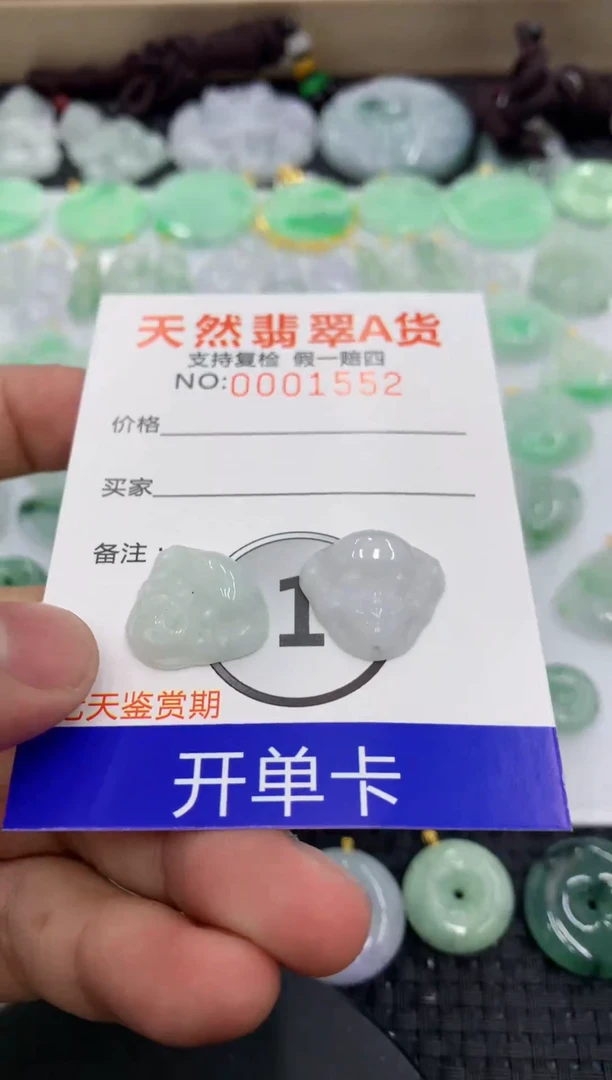 天然翡翠A货
支持复检 假一赔四
NO:0001552
价格
买家
备注：
1
七天鉴赏期
开单卡